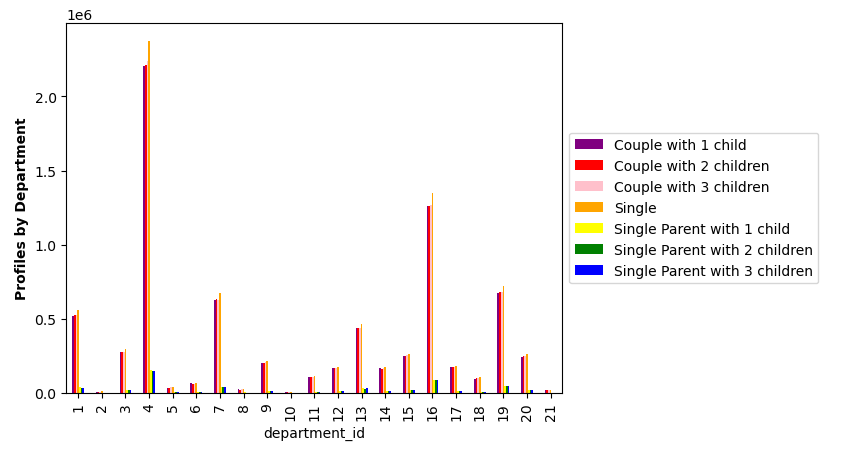 1e6
2.0
1.5
1.0
0.5
0.0
Profiles by Department
1 2 3 4 5 6 7 8 9 10 11 12 13 14 15 16 17 18 19 20 21
department_id
Couple with 1 child
Couple with 2 children
Couple with 3 children
Single
Single Parent with 1 child
Single Parent with 2 children
Single Parent with 3 children